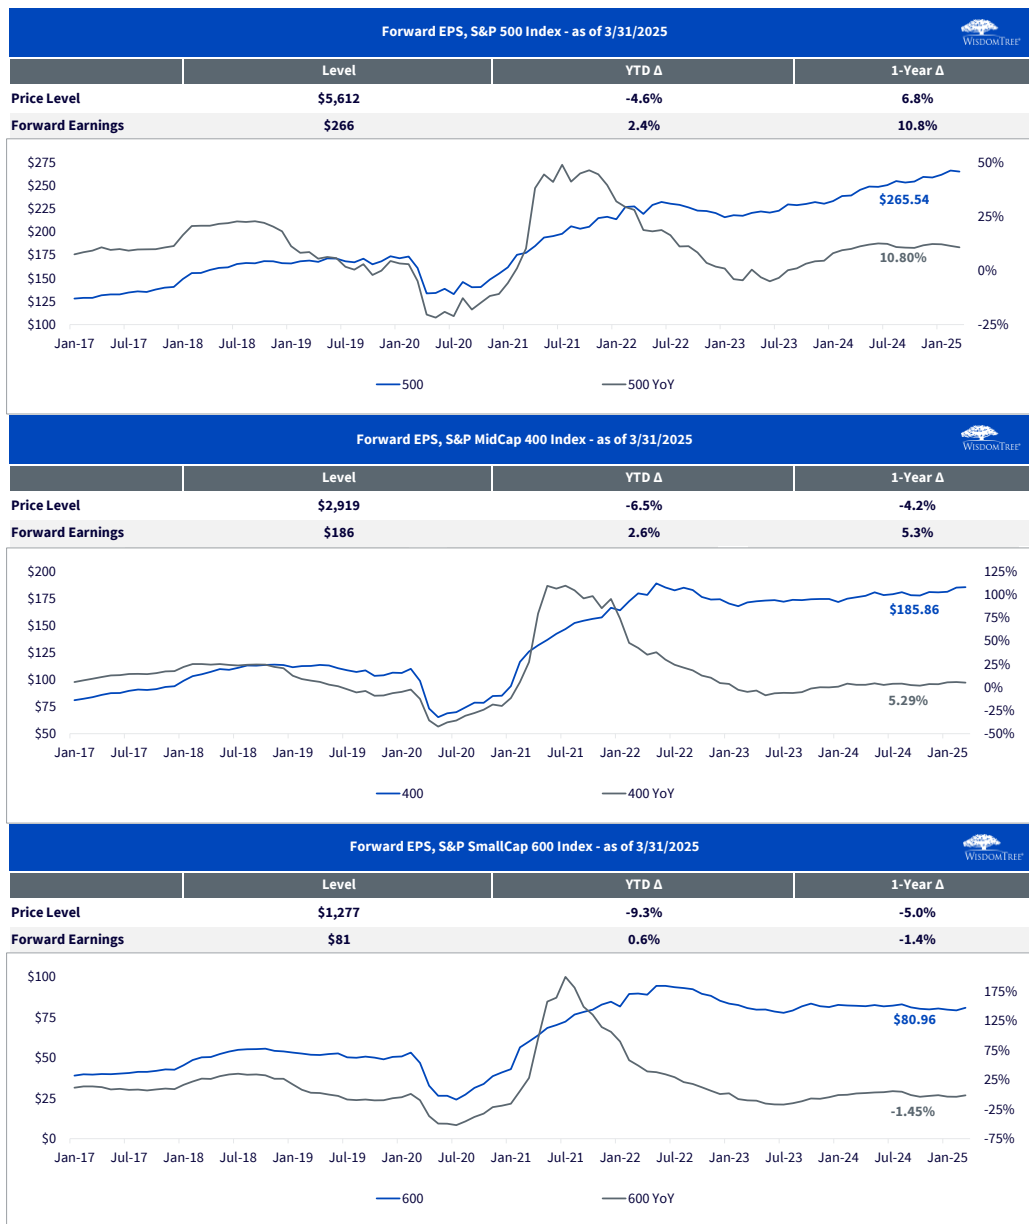 Forward EPS, S&P 500 Index - as of 3/31/2025
WISDOMTREE®
Level YTD Δ 1-Year Δ
Price Level $5,612 -4.6% 6.8%
Forward Earnings $266 2.4% 10.8%
$275 50%
$250
$225 25%
$200
$175 0%
$150
$125
$100 -25%
$265.54
10.80%
Jan-17 Jul-17 Jan-18 Jul-18 Jan-19 Jul-19 Jan-20 Jul-20 Jan-21 Jul-21 Jan-22 Jul-22 Jan-23 Jul-23 Jan-24 Jul-24 Jan-25
500 500 YoY
Forward EPS, S&P MidCap 400 Index - as of 3/31/2025
WISDOMTREE®
Level YTD Δ 1-Year Δ
Price Level $2,919 -6.5% -4.2%
Forward Earnings $186 2.6% 5.3%
$200 125%
$175 100%
$150 75%
$125 50%
$100 25%
$75 0%
$50 -25%
-50%
$185.86
5.29%
Jan-17 Jul-17 Jan-18 Jul-18 Jan-19 Jul-19 Jan-20 Jul-20 Jan-21 Jul-21 Jan-22 Jul-22 Jan-23 Jul-23 Jan-24 Jul-24 Jan-25
400 400 YoY
Forward EPS, S&P SmallCap 600 Index - as of 3/31/2025
WISDOMTREE®
Level YTD Δ 1-Year Δ
Price Level $1,277 -9.3% -5.0%
Forward Earnings $81 0.6% -1.4%
$100 175%
$75 125%
$50 75%
$25 25%
$0 -25%
-75%
$80.96
-1.45%
Jan-17 Jul-17 Jan-18 Jul-18 Jan-19 Jul-19 Jan-20 Jul-20 Jan-21 Jul-21 Jan-22 Jul-22 Jan-23 Jul-23 Jan-24 Jul-24 Jan-25
600 600 YoY